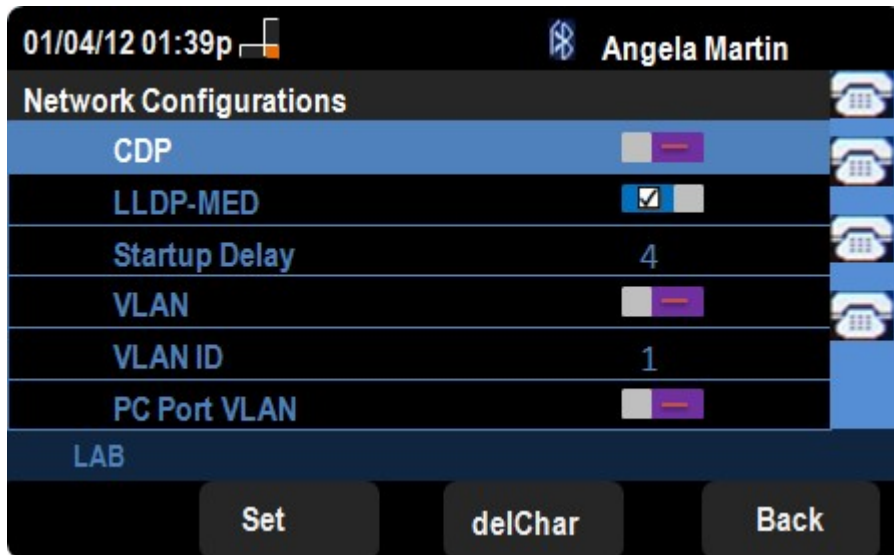 01/04/12 01:39p Angela Martin
Network Configurations
CDP
LLDP-MED
Startup Delay 4
VLAN
VLAN ID 1
PC Port VLAN
LAB
Set delChar Back